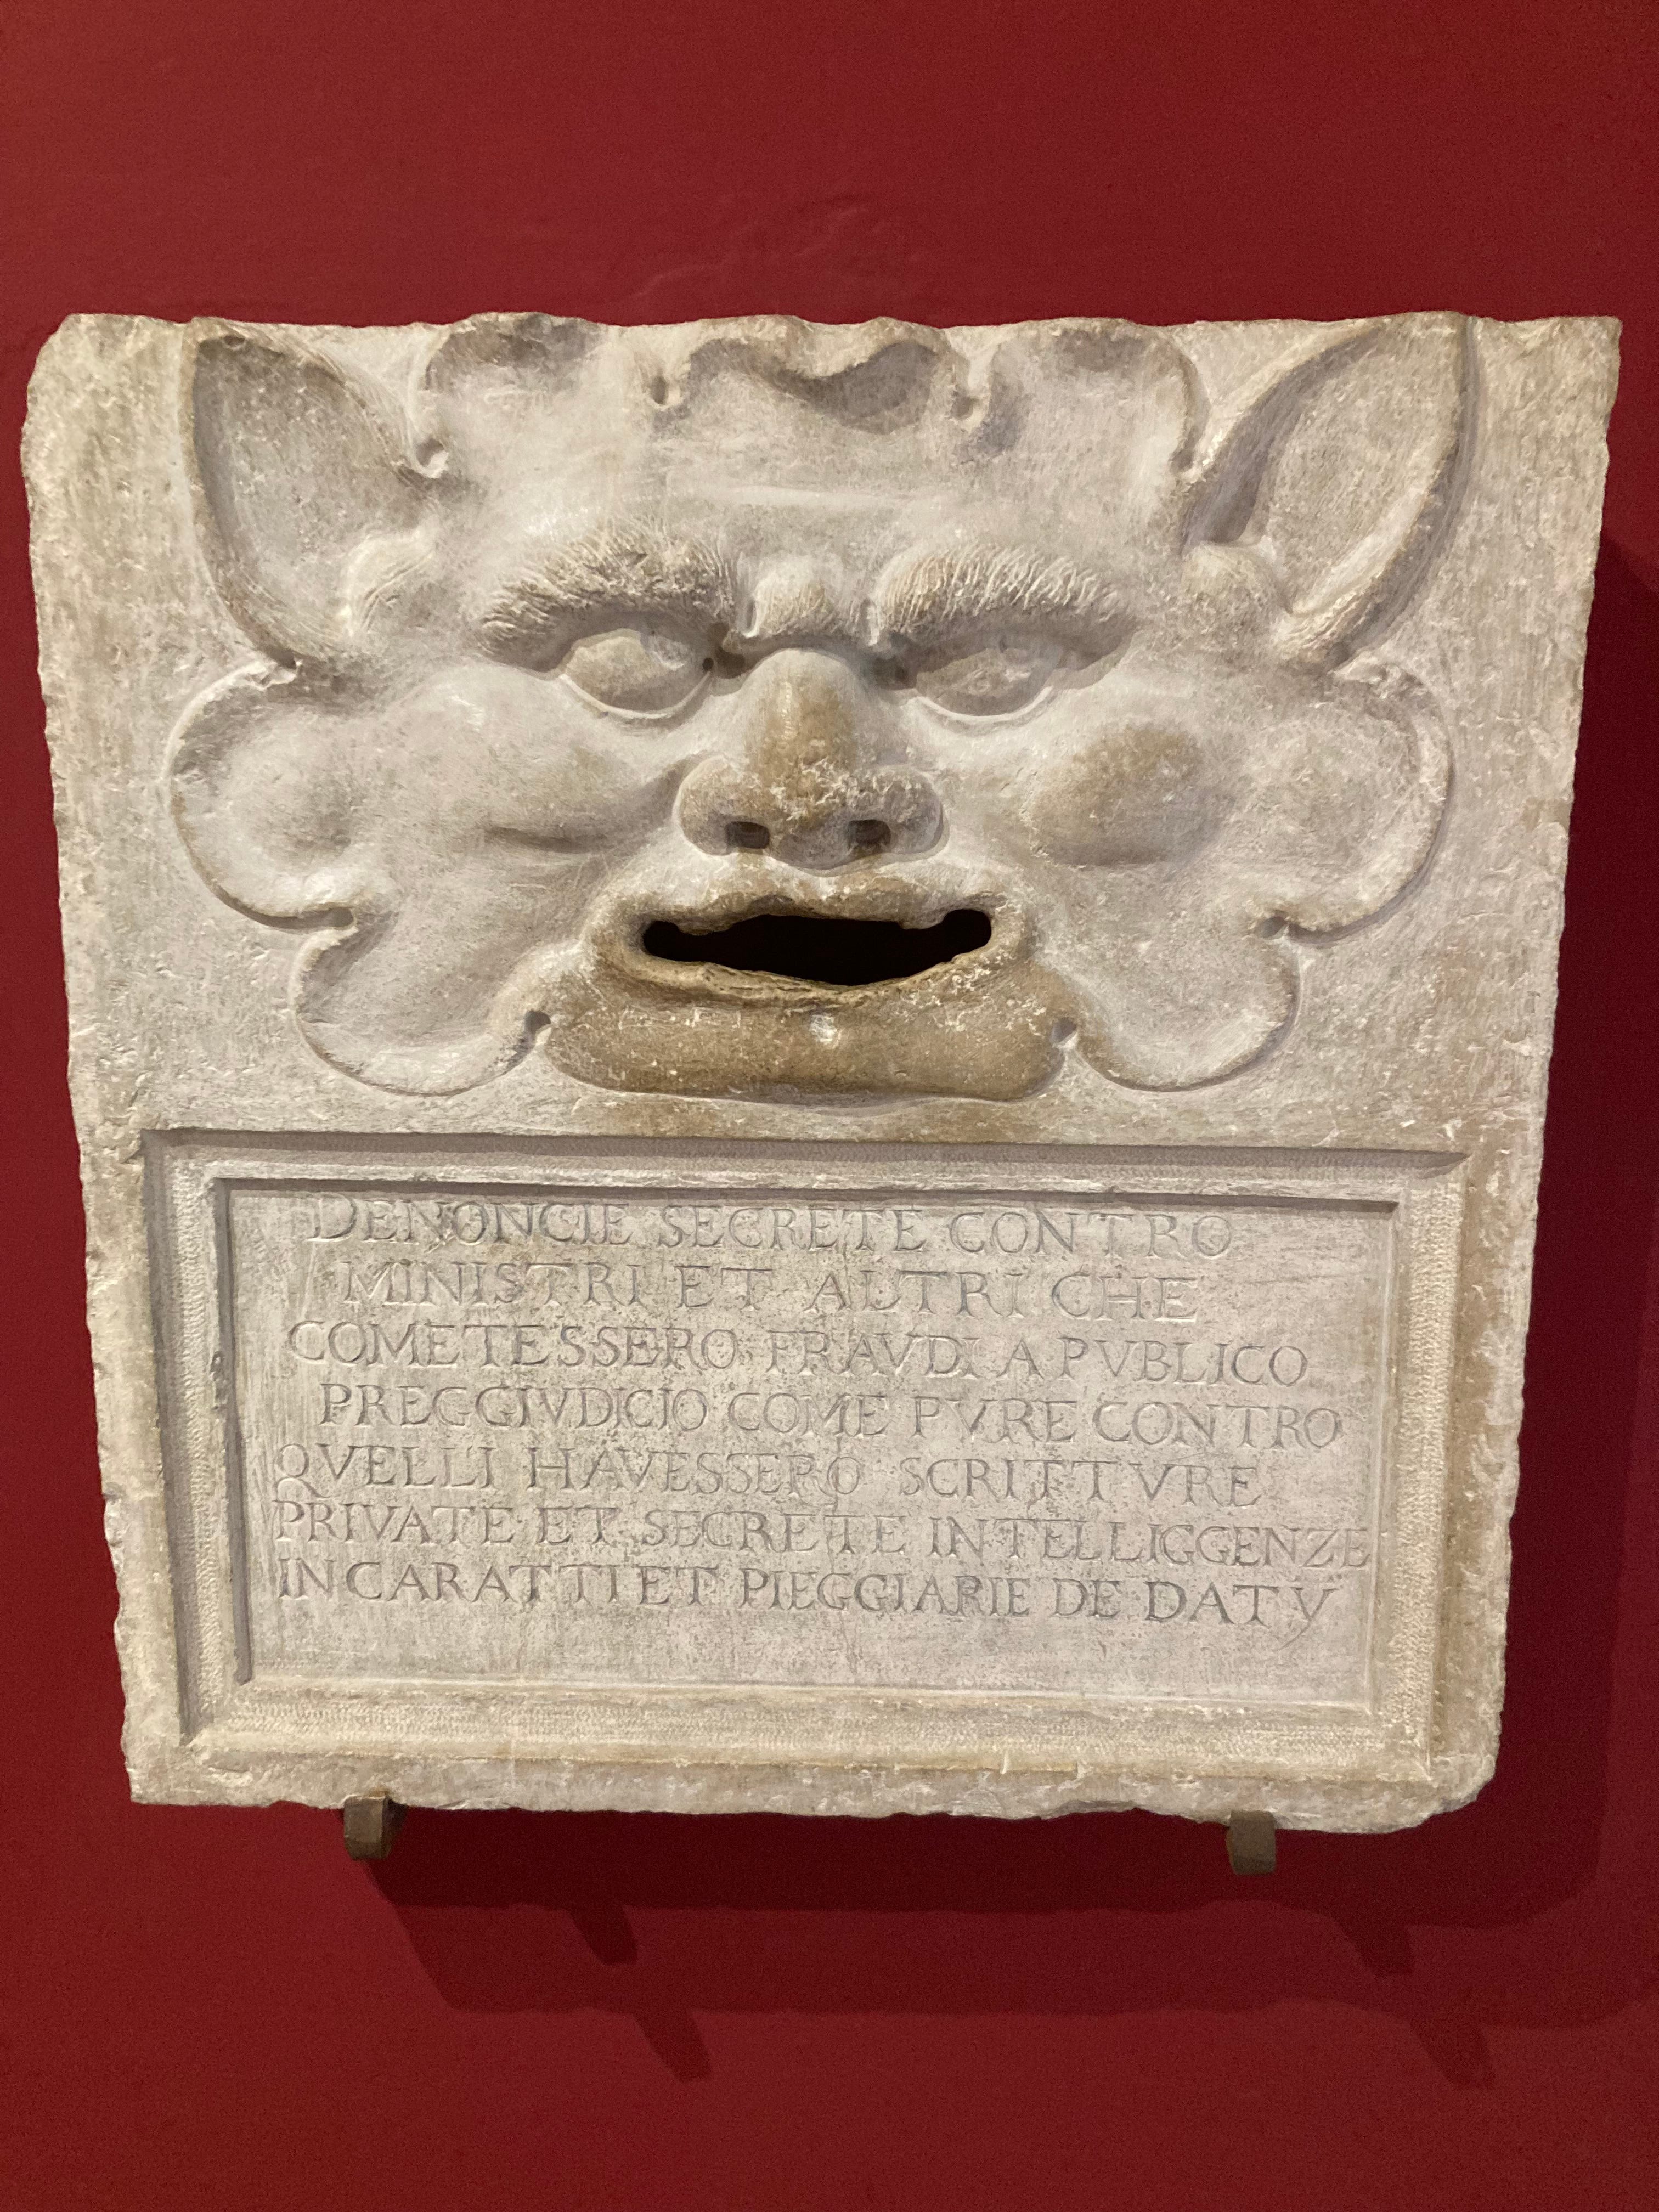 DENONCIE SECRETE CONTRO
MINISTRI ET ALTRI CHE
COMETESSERO FRAVDI A PVBLICO
PREGGIVDICIO COME PVRE CONTRO
QVELLI HAVESSERO SCRITTVRE
PRIVATE ET SECRETE INTELLIGGENZE
IN CARATTI ET PIEGGIARIE DE DATY